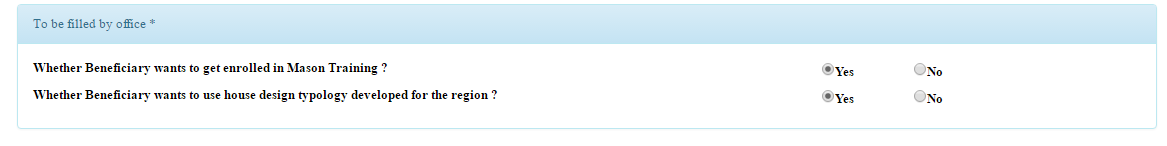 To be filled by office *
Whether Beneficiary wants to get enrolled in Mason Training ? Yes No
Whether Beneficiary wants to use house design typology developed for the region ? Yes No